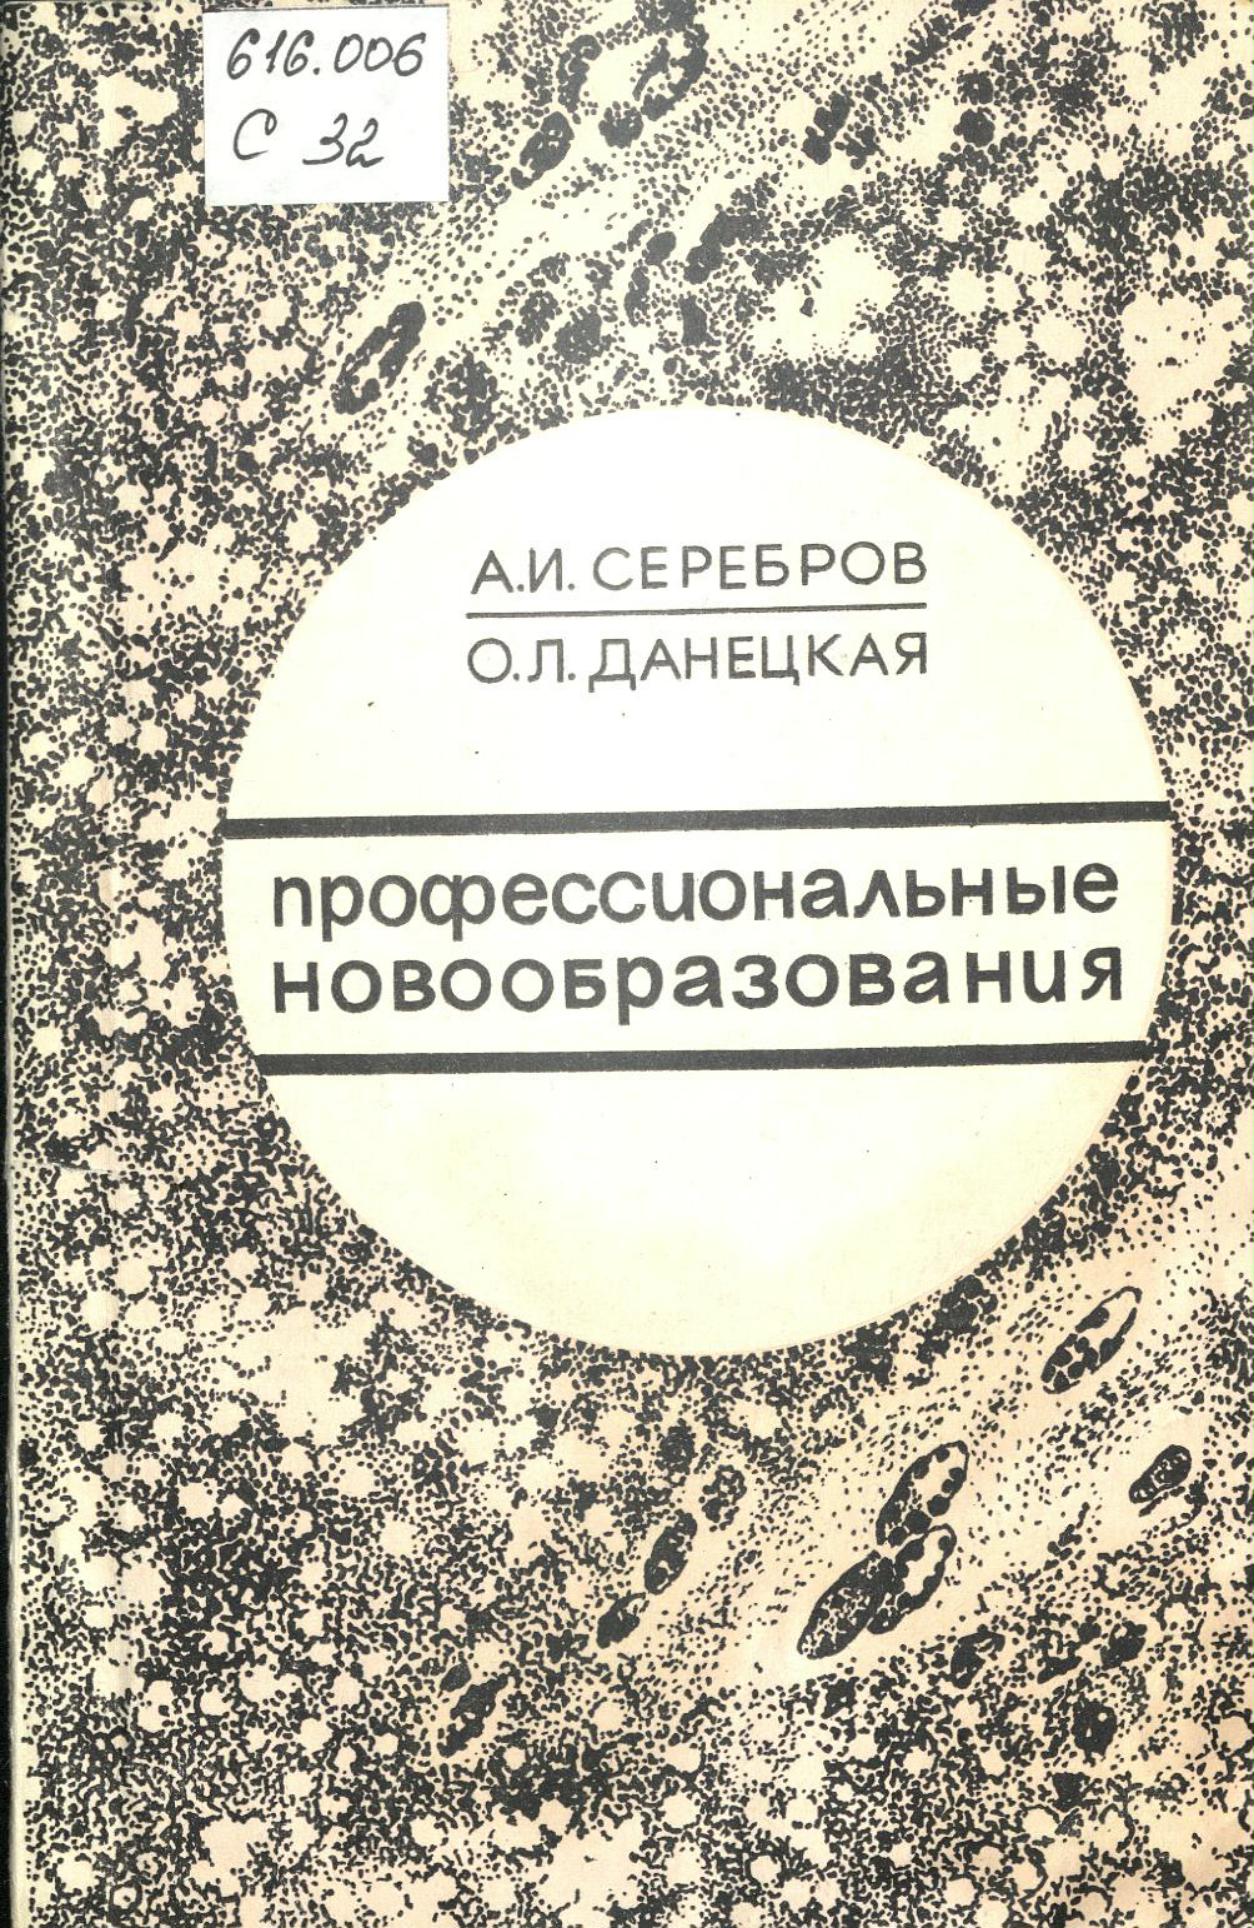 616.006
С 32
А.И. СЕРЕБРОВ
О.Л. ДАНЕЦКАЯ
профессиональные
новообразования